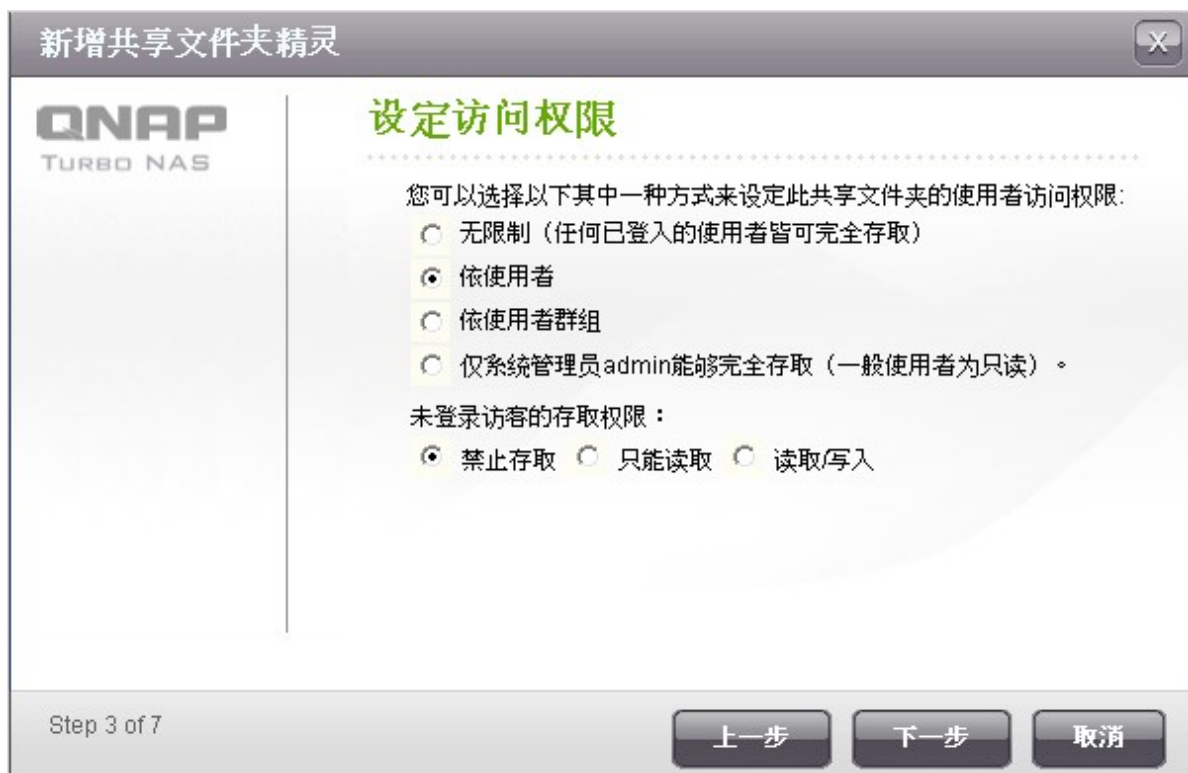 新增共享文件夹精灵
QNAP
TURBO NAS
设定访问权限
您可以选择以下其中一种方式来设定此共享文件夹的使用者访问权限:
无限制（任何已登入的使用者皆可完全存取）
依使用者
依使用者群组
仅系统管理员admin能够完全存取（一般使用者为只读）。
未登录访客的存取权限：
禁止存取 只能读取 读取/写入
Step 3 of 7
上一步 下一步 取消